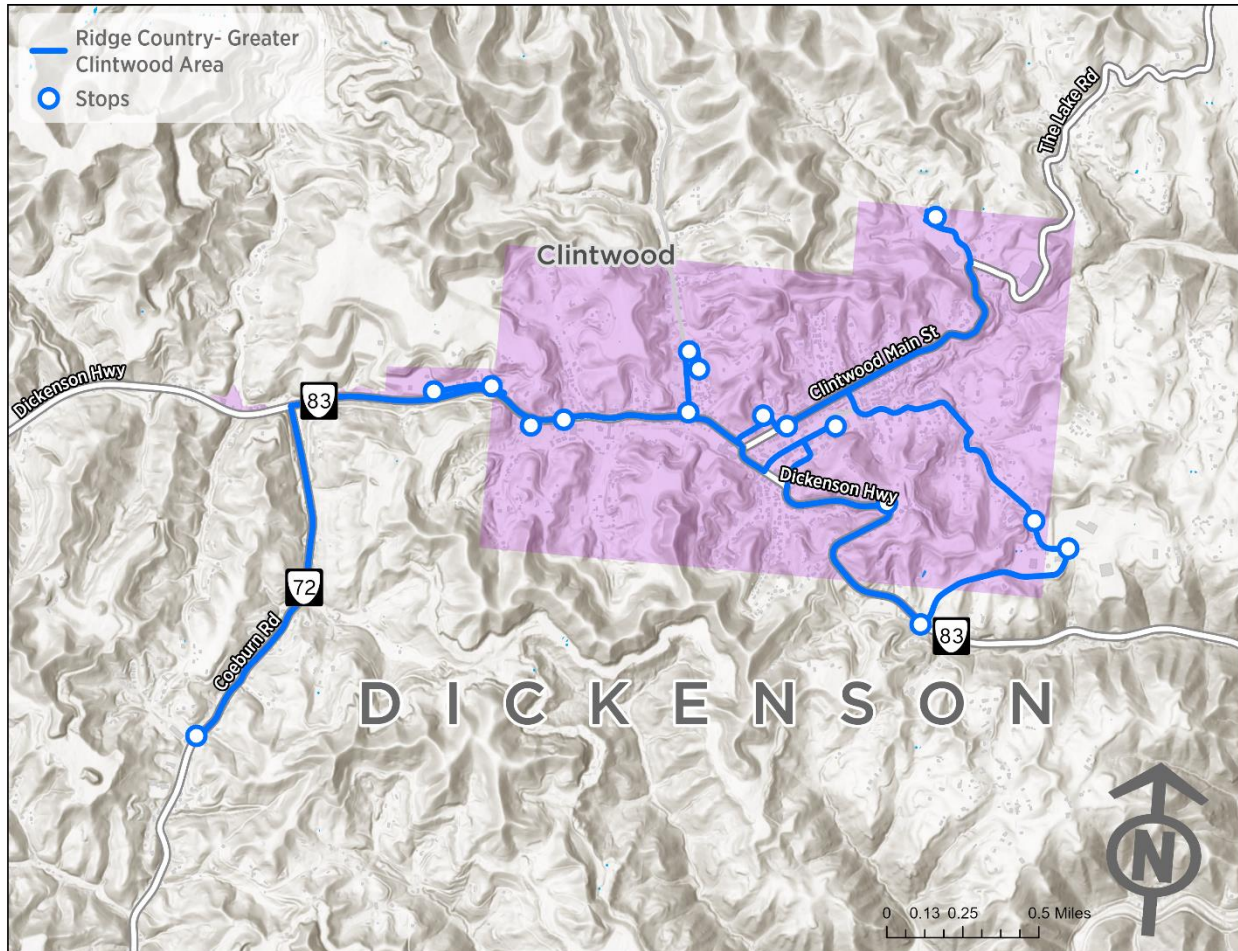 Ridge Country- Greater
Clintwood Area
Stops
The Lake Rd
Clintwood
Clintwood Main St
Dickenson Hwy
83
Dickenson Hwy
72
Coeburn Rd
83
DICKENSON
N
0 0.13 0.25 0.5 Miles